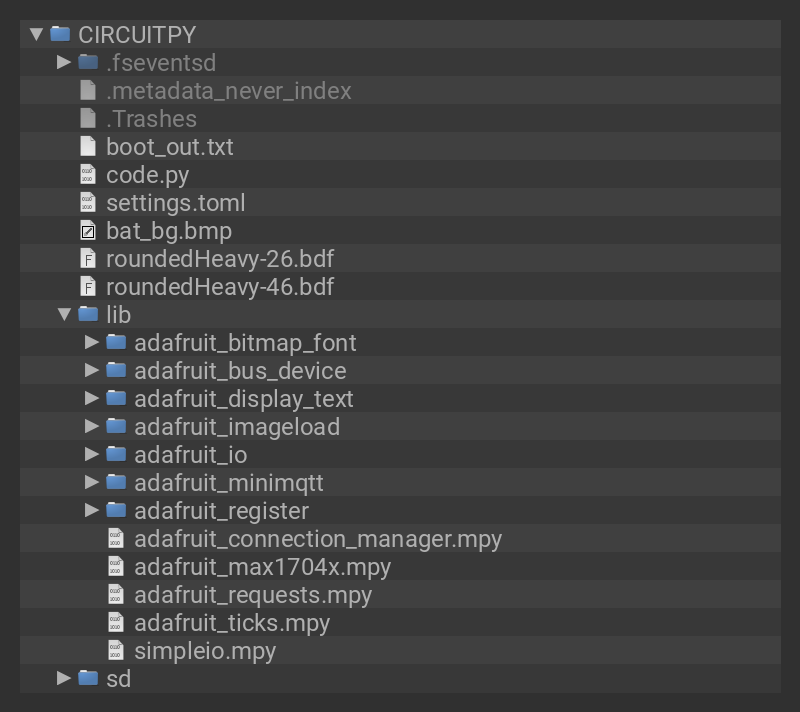 CIRCUITPY
.fseventsd
.metadata_never_index
.Trashes
boot_out.txt
code.py
settings.toml
bat_bg.bmp
roundedHeavy-26.bdf
roundedHeavy-46.bdf
lib
adafruit_bitmap_font
adafruit_bus_device
adafruit_display_text
adafruit_imageload
adafruit_io
adafruit_minimqtt
adafruit_register
adafruit_connection_manager.mpy
adafruit_max1704x.mpy
adafruit_requests.mpy
adafruit_ticks.mpy
simpleio.mpy
sd